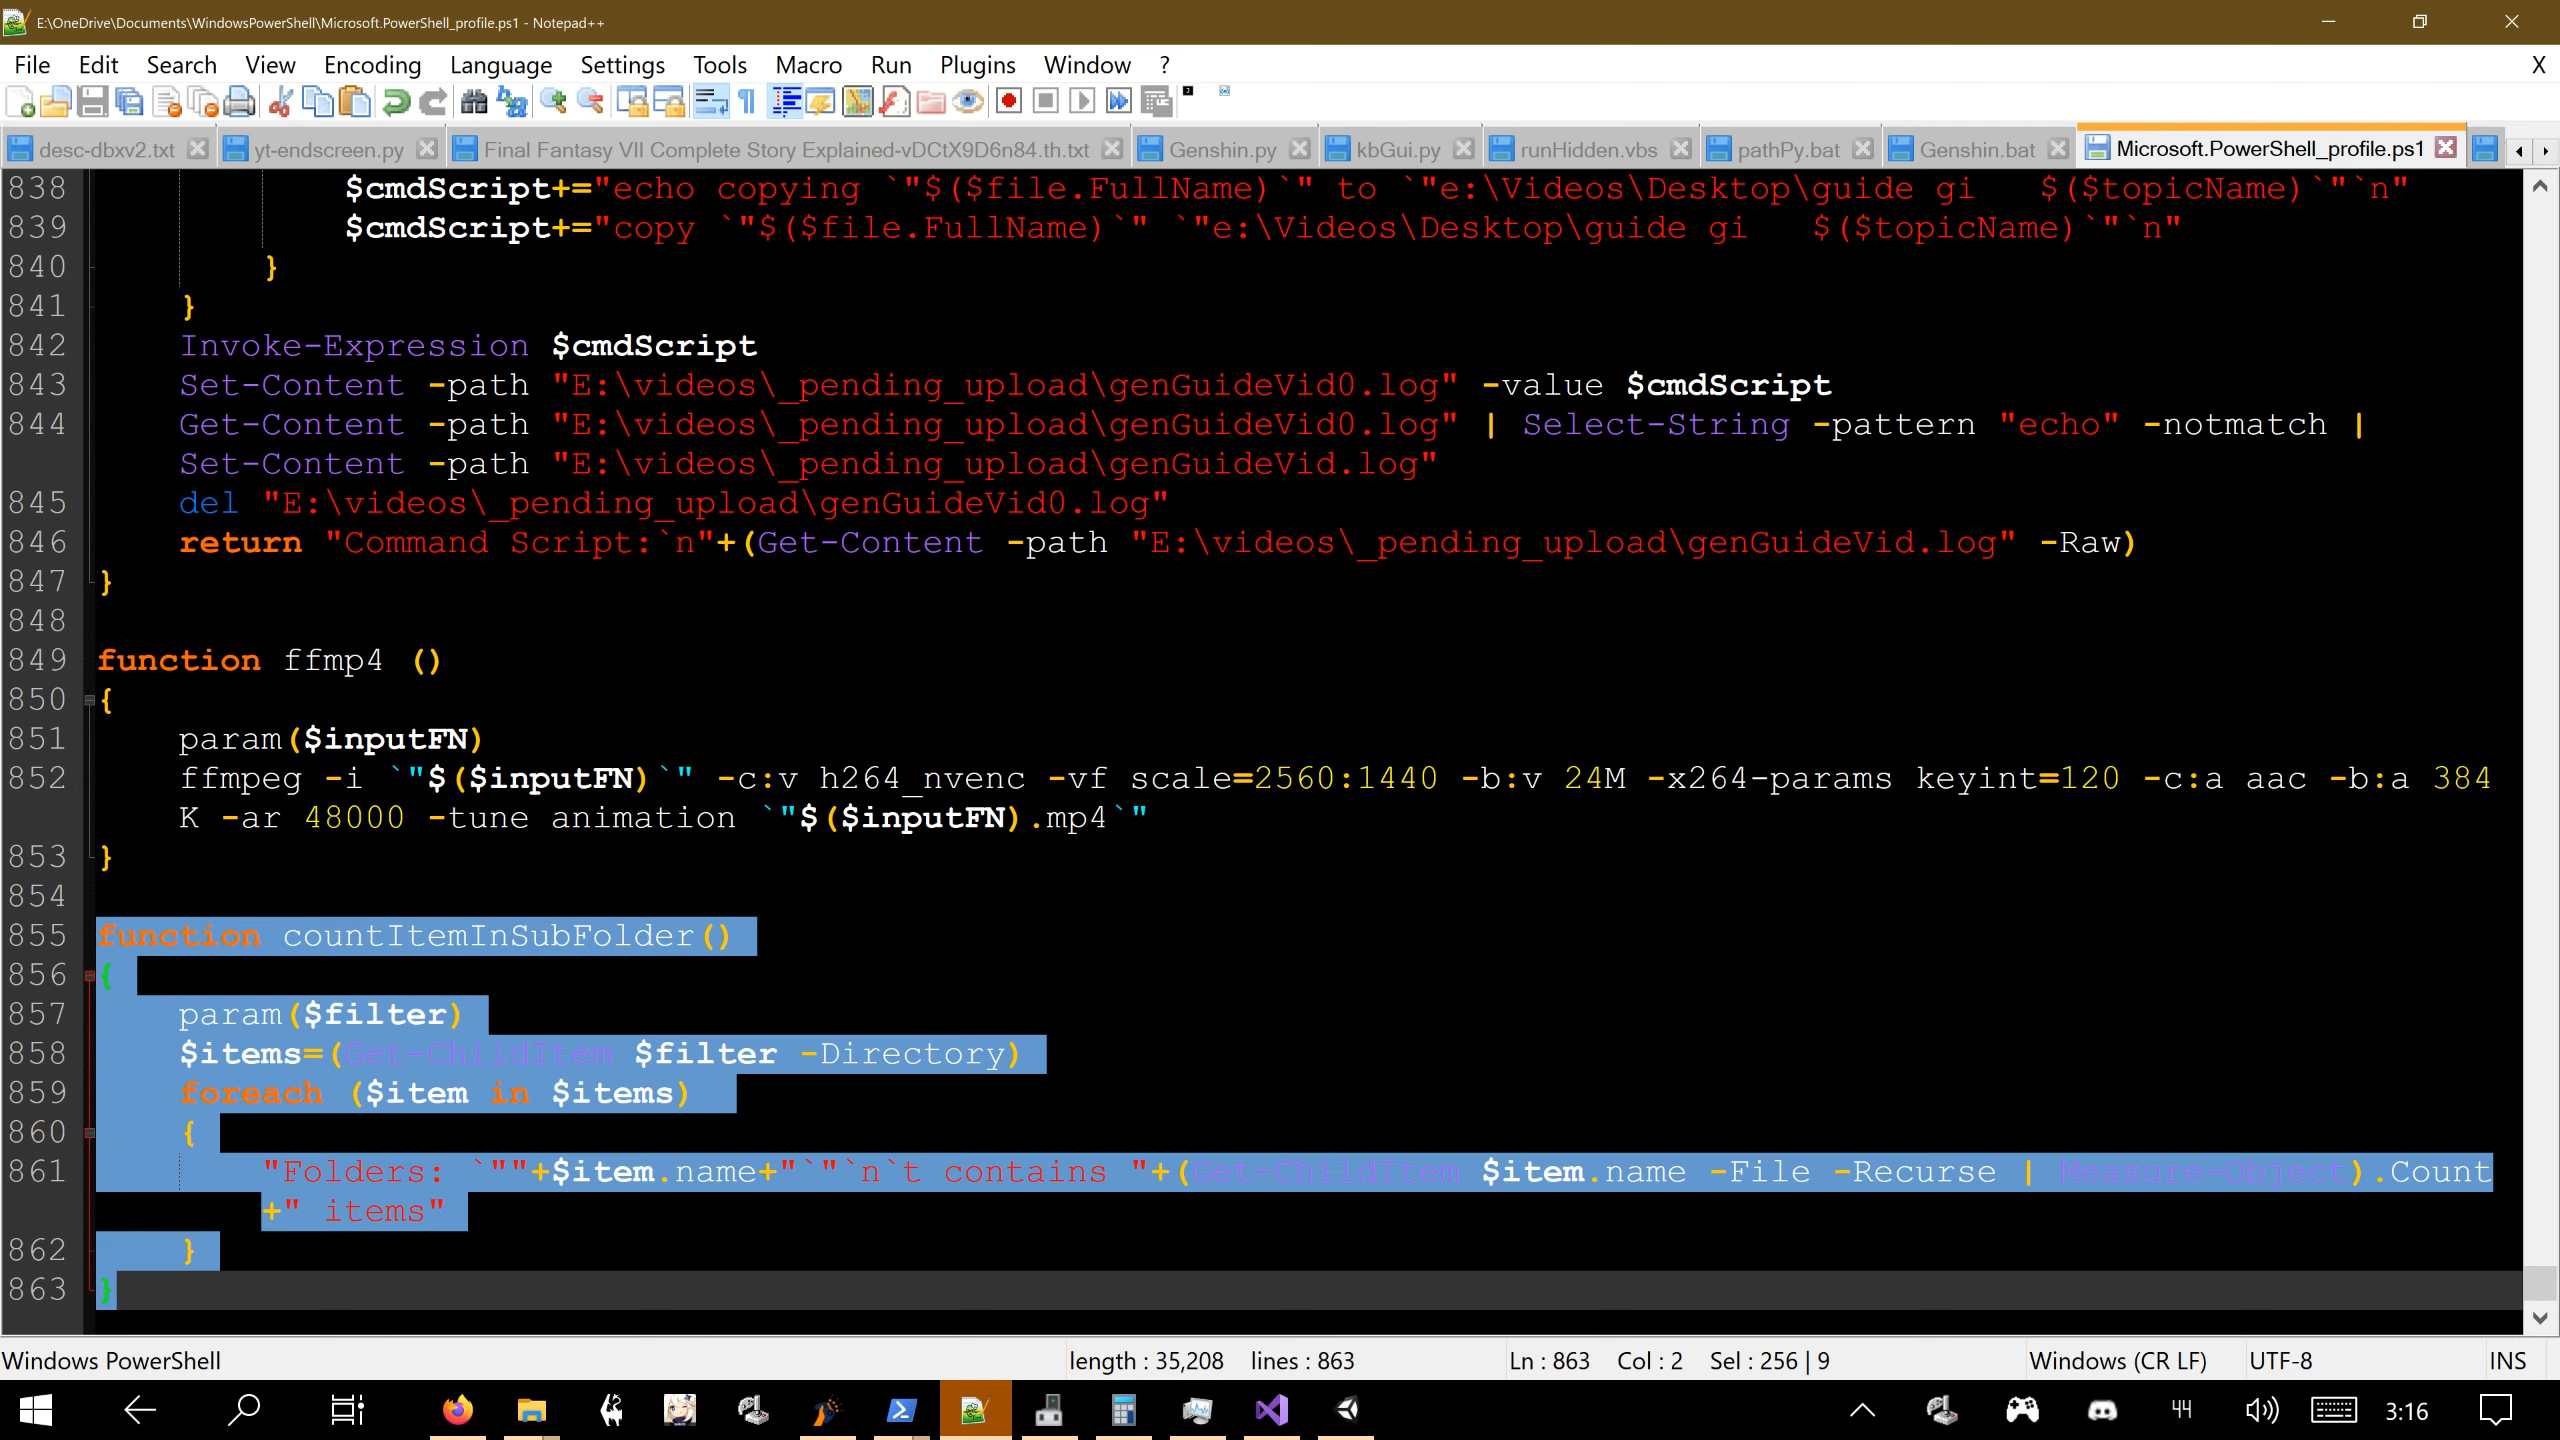 E:\OneDrive\Documents\WindowsPowerShell\Microsoft.PowerShell_profile.ps1 - Notepad++
File Edit Search View Encoding Language Settings Tools Macro Run Plugins Window ? X
desc-dbxv2.txt yt-endscreen.py Final Fantasy VII Complete Story Explained-vDCtX9D6n84.th.txt Genshin.py kbGui.py runHidden.vbs pathPy.bat Genshin.bat Microsoft.PowerShell_profile.ps1
838 $cmdScript+="echo copying `"$($file.FullName)`" to `"e:\Videos\Desktop\guide gi   $($topicName)`"`n"
839 $cmdScript+="copy `"$($file.FullName)`" `"e:\Videos\Desktop\guide gi   $($topicName)`"`n"
840 }
841 }
842 Invoke-Expression $cmdScript
843 Set-Content -path "E:\videos\_pending_upload\genGuideVid0.log" -value $cmdScript
844 Get-Content -path "E:\videos\_pending_upload\genGuideVid0.log" | Select-String -pattern "echo" -notmatch |
Set-Content -path "E:\videos\_pending_upload\genGuideVid.log"
845 del "E:\videos\_pending_upload\genGuideVid0.log"
846 return "Command Script:`n"+(Get-Content -path "E:\videos\_pending_upload\genGuideVid.log" -Raw)
847 }
848
849 function ffmp4 ()
850 {
851 param($inputFN)
852 ffmpeg -i `"$($inputFN)`" -c:v h264_nvenc -vf scale=2560:1440 -b:v 24M -x264-params keyint=120 -c:a aac -b:a 384
K -ar 48000 -tune animation `"$($inputFN).mp4`"
853 }
854
855 function countItemInSubFolder()
856 {
857 param($filter)
858 $items=(Get-ChildItem $filter -Directory)
859 foreach ($item in $items)
860 {
861 "Folders: `""+$item.name+"`"`n`t contains "+(Get-ChildItem $item.name -File -Recurse | Measure-Object).Count
+" items"
862 }
863 }
Windows PowerShell length : 35,208 lines : 863 Ln : 863 Col : 2 Sel : 256 | 9 Windows (CR LF) UTF-8 INS
44 3:16